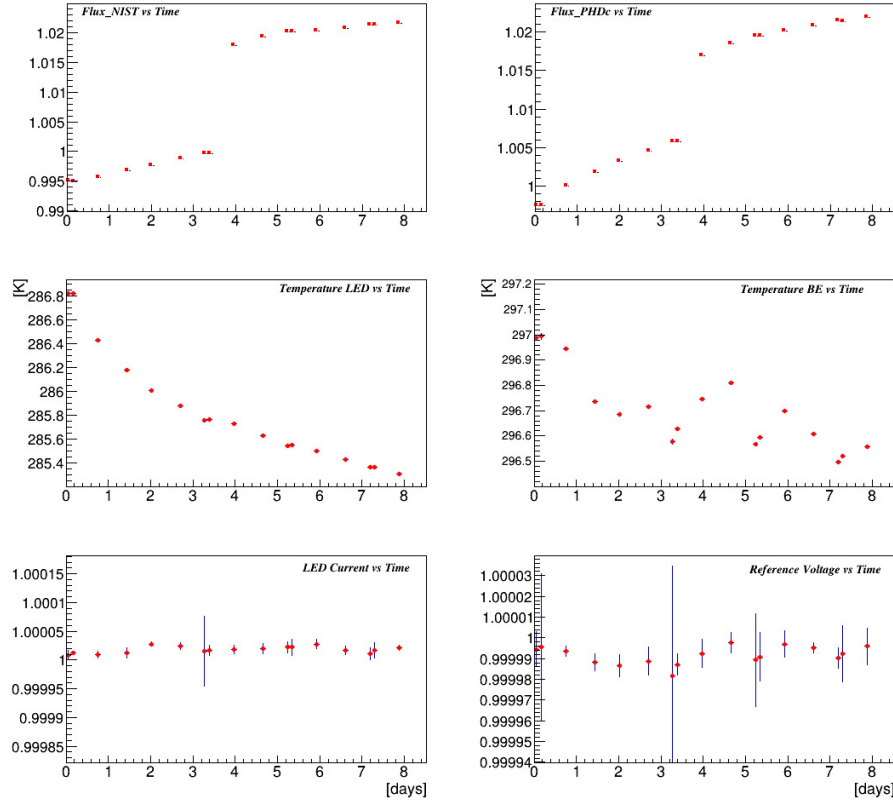 Flux_NIST vs Time
1.02
1.015
1.01
1.005
1
0.995
0.99
0 1 2 3 4 5 6 7 8
Flux_PHDc vs Time
1.02
1.015
1.01
1.005
1
0 1 2 3 4 5 6 7 8
Temperature LED vs Time
[K]
286.8
286.6
286.4
286.2
286
285.8
285.6
285.4
0 1 2 3 4 5 6 7 8
Temperature BE vs Time
[K]
297.2
297.1
297
296.9
296.8
296.7
296.6
296.5
0 1 2 3 4 5 6 7 8
LED Current vs Time
1.00015
1.0001
1.00005
1
0.99995
0.9999
0.99985
0 1 2 3 4 5 6 7 8
[days]
Reference Voltage vs Time
1.00003
1.00002
1.00001
1
0.99999
0.99998
0.99997
0.99996
0.99995
0.99994
0 1 2 3 4 5 6 7 8
[days]